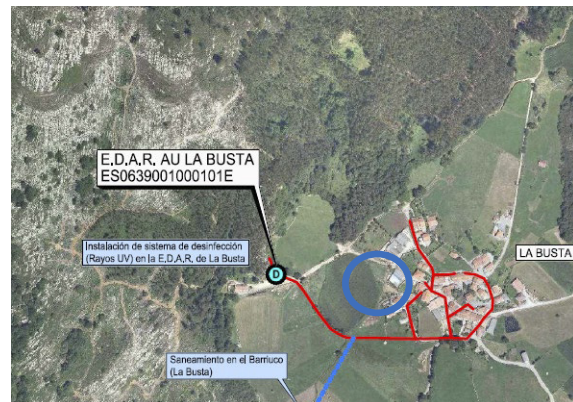 E.D.A.R. AU LA BUSTA
ES0639001000101E
Instalación de sistema de desinfección
(Rayos UV) en la E.D.A.R. de La Busta
D
LA BUSTA
Saneamiento en el Barriuco
(La Busta)